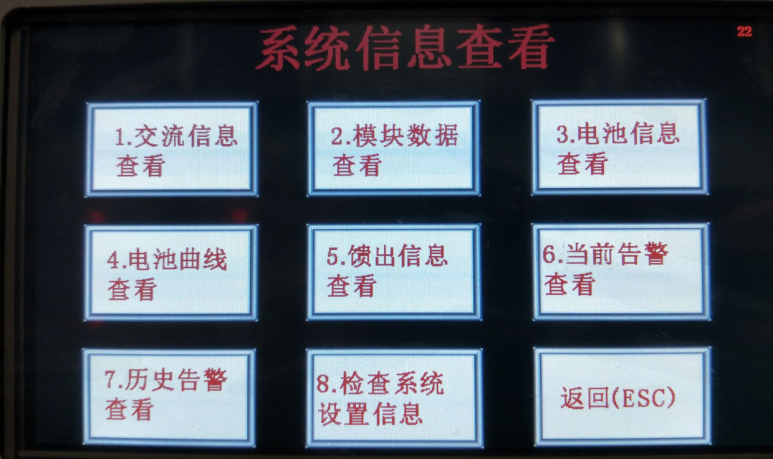 系统信息查看
22
1.交流信息
查看
2.模块数据
查看
3.电池信息
查看
4.电池曲线
查看
5.馈出信息
查看
6.当前告警
查看
7.历史告警
查看
8.检查系统
设置信息
返回(ESC)